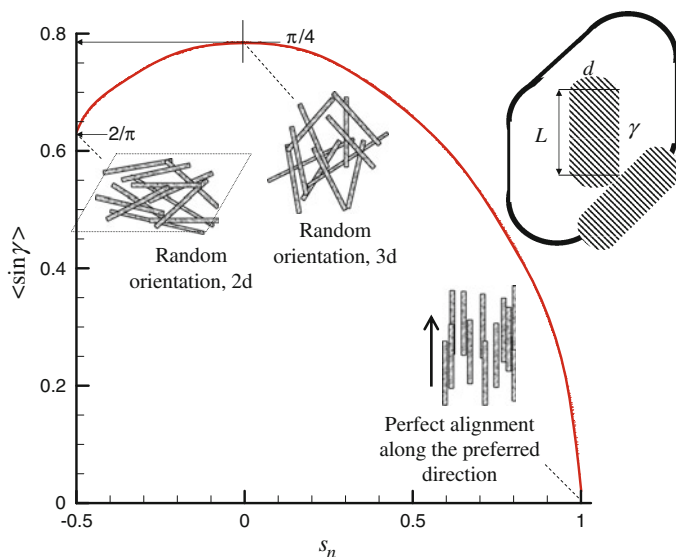 0.8
π/4
d
2/π
L
γ
0.6
Random
orientation, 2d
Random
orientation, 3d
<sinγ>
0.4
0.2
Perfect alignment
along the preferred
direction
0
-0.5
0
0.5
1
sₙ